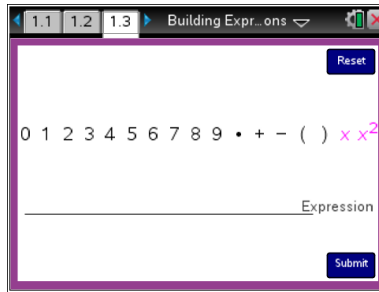 1.1 1.2 1.3 Building Expr...ons
Reset
0 1 2 3 4 5 6 7 8 9 • + - ( ) x x²
Expression
Submit